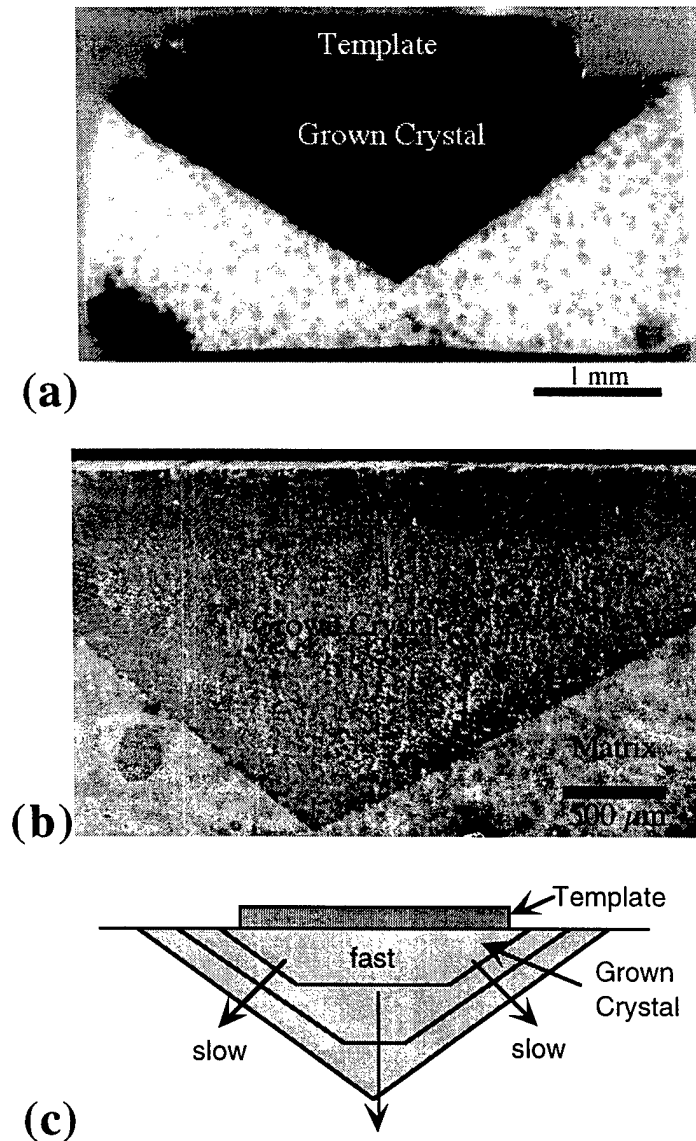 Template
Grown Crystal
1 mm
(a)
Grown Crystal
Matrix
500 µm
(b)
Template
fast
Grown
Crystal
slow
slow
(c)